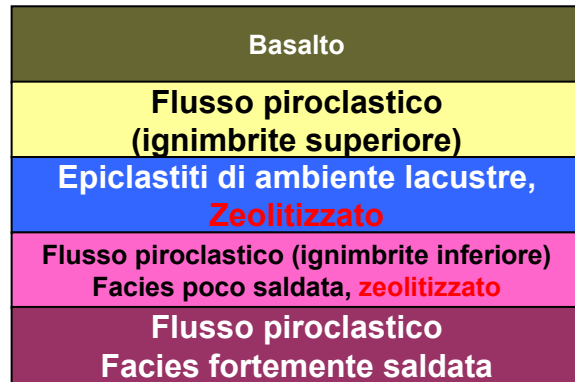 Basalto
Flusso piroclastico
(ignimbrite superiore)
Epiclastiti di ambiente lacustre,
Zeolitizzato
Flusso piroclastico (ignimbrite inferiore)
Facies poco saldata, zeolitizzato
Flusso piroclastico
Facies fortemente saldata